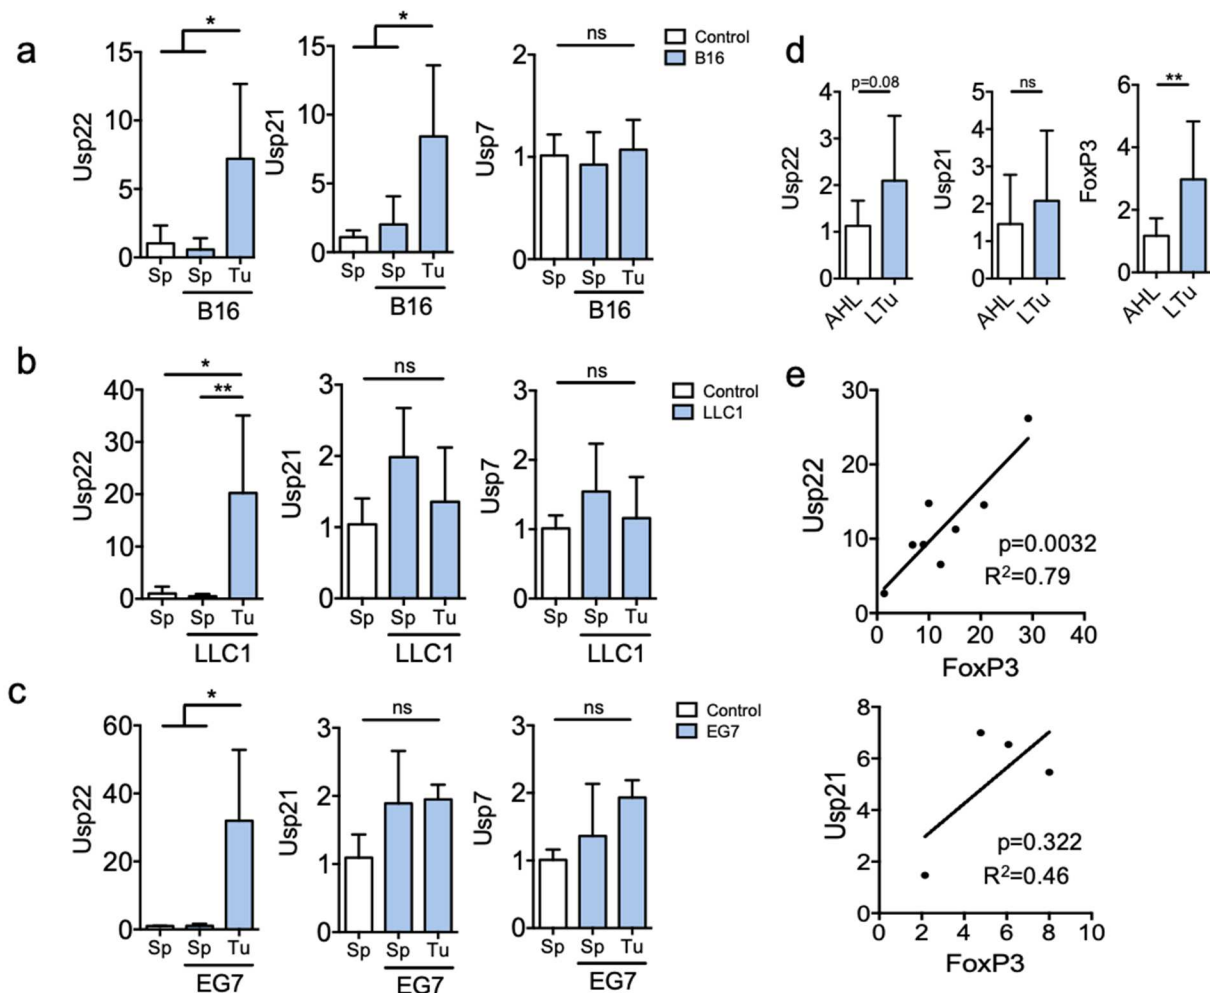 a
Usp22
15
10
5
0
*
Sp
Sp
Tu
B16
Usp21
15
10
5
0
*
Sp
Sp
Tu
B16
Usp7
2
1
0
ns
Sp
Sp
Tu
B16
Control
B16
b
Usp22
40
30
20
10
0
*
**
Sp
Sp
Tu
LLC1
Usp21
3
2
1
0
ns
Sp
Sp
Tu
LLC1
Usp7
3
2
1
0
ns
Sp
Sp
Tu
LLC1
Control
LLC1
c
Usp22
60
40
20
0
*
Sp
Sp
Tu
EG7
Usp21
3
2
1
0
ns
Sp
Sp
Tu
EG7
Usp7
3
2
1
0
ns
Sp
Sp
Tu
EG7
Control
EG7
d
Usp22
4
3
2
1
0
p=0.08
AHL
LTu
Usp21
5
4
3
2
1
0
ns
AHL
LTu
FoxP3
6
4
2
0
**
AHL
LTu
e
Usp22
30
20
10
0
p=0.0032
R²=0.79
0 10 20 30 40
FoxP3
Usp21
8
6
4
2
0
p=0.322
R²=0.46
0 2 4 6 8 10
FoxP3